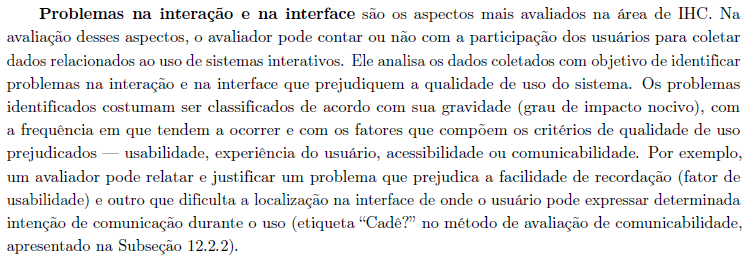 Problemas na interação e na interface são os aspectos mais avaliados na área de IHC. Na
avaliação desses aspectos, o avaliador pode contar ou não com a participação dos usuários para coletar
dados relacionados ao uso de sistemas interativos. Ele analisa os dados coletados com objetivo de identificar
problemas na interação e na interface que prejudiquem a qualidade de uso do sistema. Os problemas
identificados costumam ser classificados de acordo com sua gravidade (grau de impacto nocivo), com
a frequência em que tendem a ocorrer e com os fatores que compõem os critérios de qualidade de uso
prejudicados — usabilidade, experiência do usuário, acessibilidade ou comunicabilidade. Por exemplo,
um avaliador pode relatar e justificar um problema que prejudica a facilidade de recordação (fator de
usabilidade) e outro que dificulta a localização na interface de onde o usuário pode expressar determinada
intenção de comunicação durante o uso (etiqueta “Cadê?” no método de avaliação de comunicabilidade,
apresentado na Subseção 12.2.2).